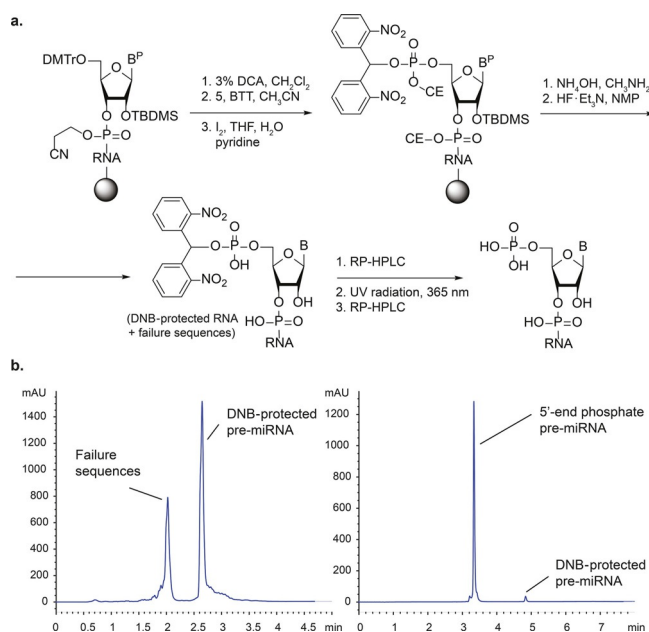 a.
DMTrO
O
B^P
O
OTBDMS
O-P=O
CN
RNA
1. 3% DCA, CH2Cl2
2. 5, BTT, CH3CN
3. I2, THF, H2O
pyridine
NO2
O
O-P-O
O
CE
NO2
O
B^P
O
OTBDMS
CE-O-P=O
RNA
1. NH4OH, CH3NH2
2. HF·Et3N, NMP
NO2
O
O-P-O
OH
NO2
O
B
O
OH
HO-P=O
RNA
(DNB-protected RNA
+ failure sequences)
1. RP-HPLC
2. UV radiation, 365 nm
3. RP-HPLC
O
HO-P-O
OH
O
B
O
OH
HO-P=O
RNA
b.
mAU
1400
1200
1000
800
600
400
200
0
Failure
sequences
DNB-protected
pre-miRNA
0 0.5 1 1.5 2 2.5 3 3.5 4 4.5 min
mAU
1200
1000
800
600
400
200
0
5'-end phosphate
pre-miRNA
DNB-protected
pre-miRNA
0 1 2 3 4 5 6 7 min